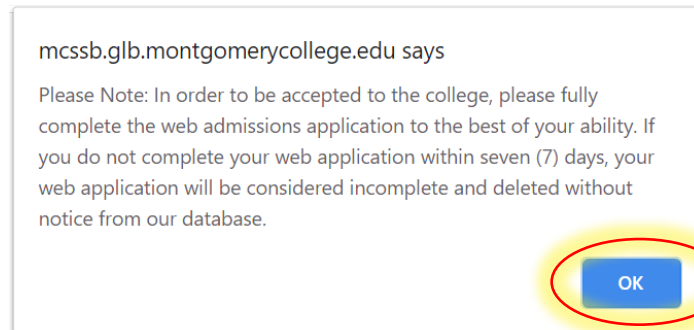 mcssb.glb.montgomerycollege.edu says
Please Note: In order to be accepted to the college, please fully
complete the web admissions application to the best of your ability. If
you do not complete your web application within seven (7) days, your
web application will be considered incomplete and deleted without
notice from our database.
OK